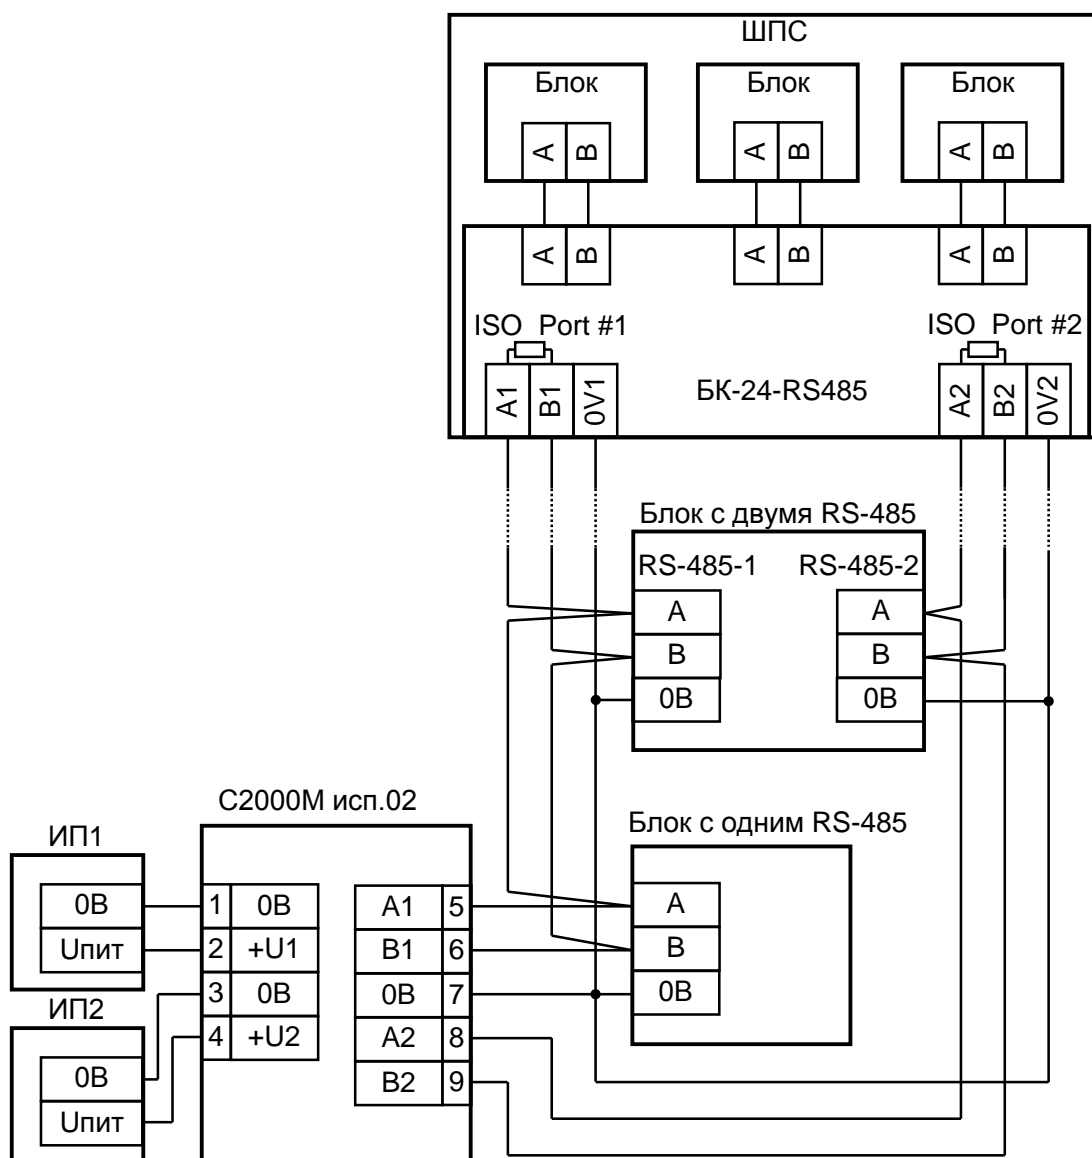 ШПС
Блок Блок Блок
A B A B A B
A B A B A B
ISO Port #1 ISO Port #2
A1 B1 0V1 БК-24-RS485 A2 B2 0V2
Блок с двумя RS-485
RS-485-1 RS-485-2
A A
B B
0В 0В
С2000М исп.02
Блок с одним RS-485
ИП1
0В 1 0В A1 5 A
Uпит 2 +U1 B1 6 B
ИП2 3 0В 0В 7 0В
4 +U2 A2 8
0В B2 9
Uпит